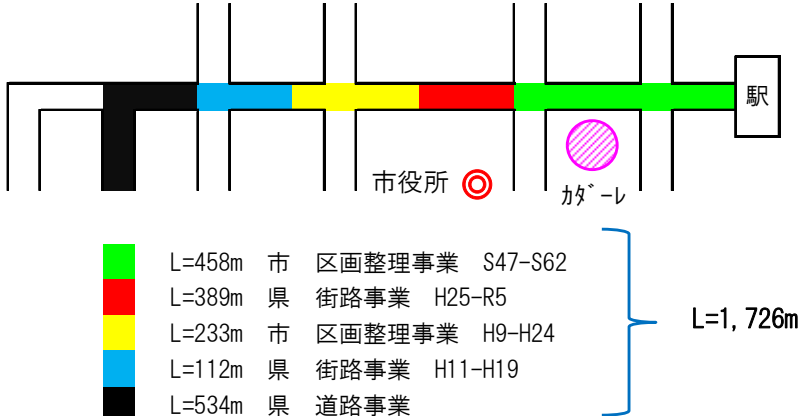 駅
市役所
ｶﾀﾞｰﾚ
L=458m 市 区画整理事業 S47-S62
L=389m 県 街路事業 H25-R5
L=233m 市 区画整理事業 H9-H24
L=112m 県 街路事業 H11-H19
L=534m 県 道路事業
L=1,726m